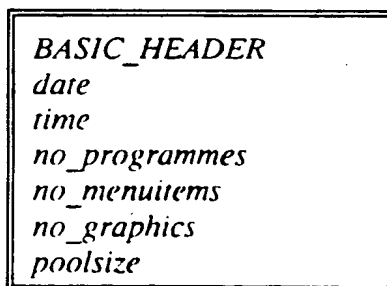 BASIC_HEADER
date
time
no_programmes
no_menuitems
no_graphics
poolsize